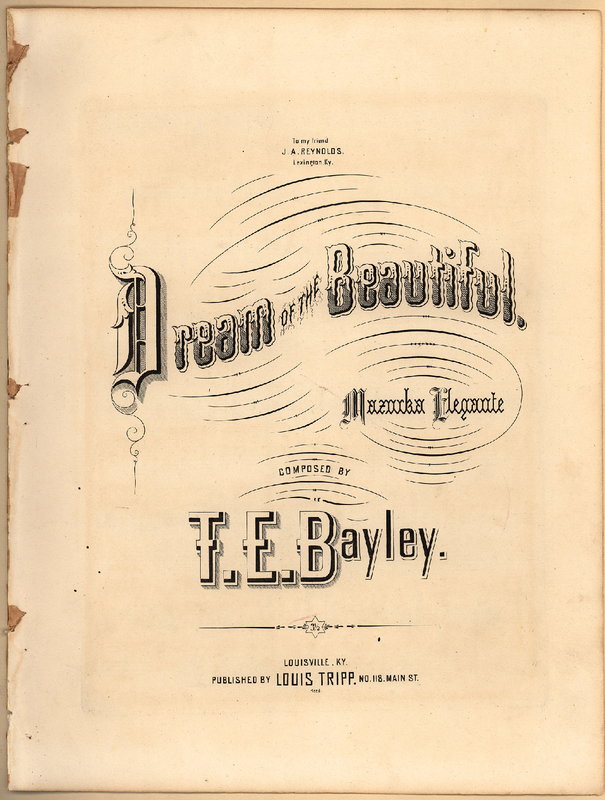 To my friend
J. A. REYNOLDS.
Lexington Ky.
Dream OF THE Beautiful.
Mazurka Elegante
COMPOSED BY
T. E. Bayley.
LOUISVILLE, KY.
PUBLISHED BY LOUIS TRIPP. NO. 118. MAIN ST.